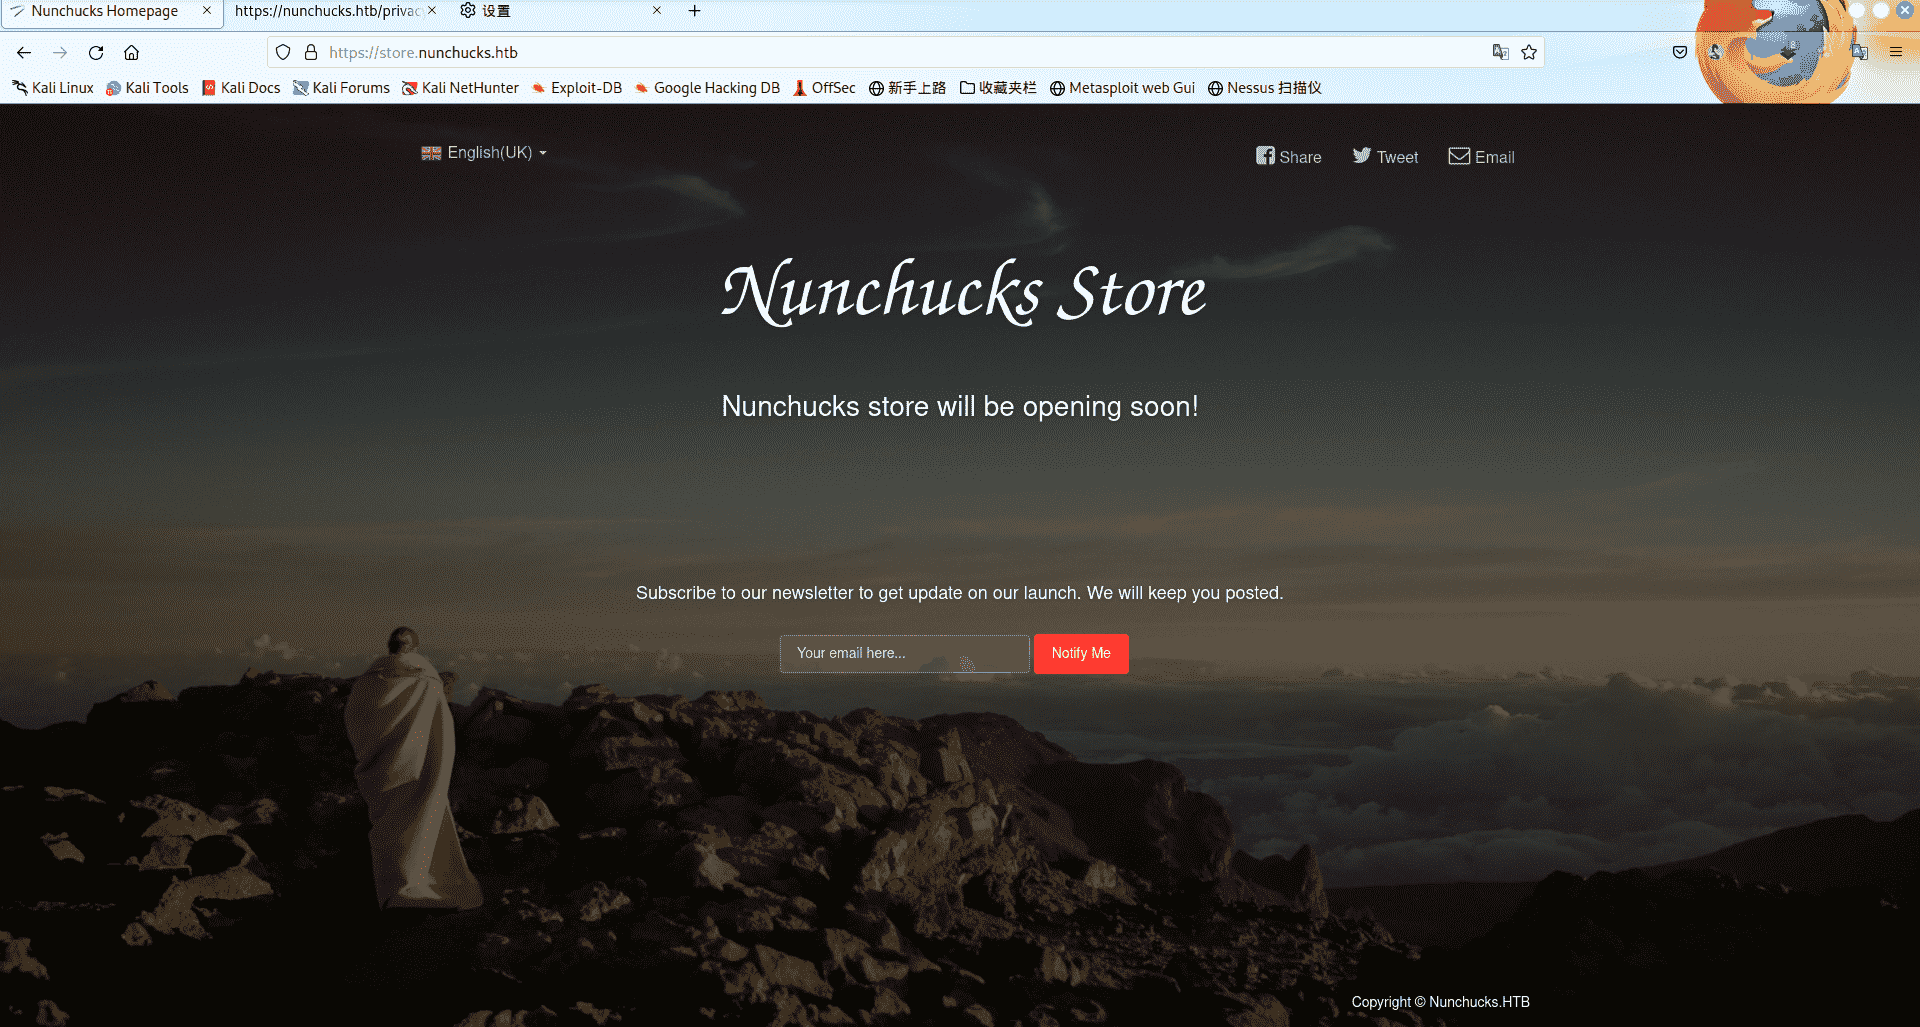 Nunchucks Homepage
https://nunchucks.htb/privac
设置
https://store.nunchucks.htb
Kali Linux
Kali Tools
Kali Docs
Kali Forums
Kali NetHunter
Exploit-DB
Google Hacking DB
OffSec
新手上路
收藏夹栏
Metasploit web Gui
Nessus 扫描仪
English(UK)
Share
Tweet
Email
Nunchucks Store
Nunchucks store will be opening soon!
Subscribe to our newsletter to get update on our launch. We will keep you posted.
Your email here...
Notify Me
Copyright © Nunchucks.HTB